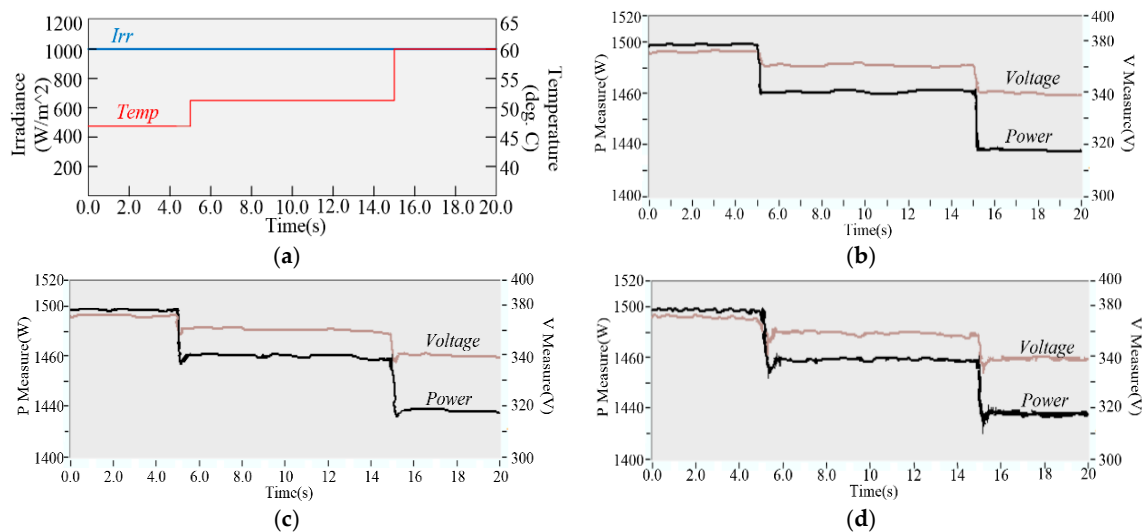 1200
1000
800
600
400
200
Irradiance
(W/m^2)
Irr
Temp
65
60
55
50
45
40
Temperature
(deg. C)
0.0 2.0 4.0 6.0 8.0 10.0 12.0 14.0 16.0 18.0 20.0
Time(s)
(a)
1520
1500
1460
1440
1400
P Measure(W)
Voltage
Power
400
380
340
320
300
V Measure(V)
0.0 2.0 4.0 6.0 8 10 12 14 16 18 20
Time(s)
(b)
1520
1500
1460
1440
1400
P Measure(W)
Voltage
Power
400
380
340
320
300
V Measure(V)
0.0 2.0 4.0 6.0 8 10 12 14 16 18 20
Time(s)
(c)
1520
1500
1460
1440
1400
P Measure(W)
Voltage
Power
400
380
340
320
300
V Measure(V)
0.0 2.0 4.0 6.0 8 10 12 14 16 18 20
Time(s)
(d)